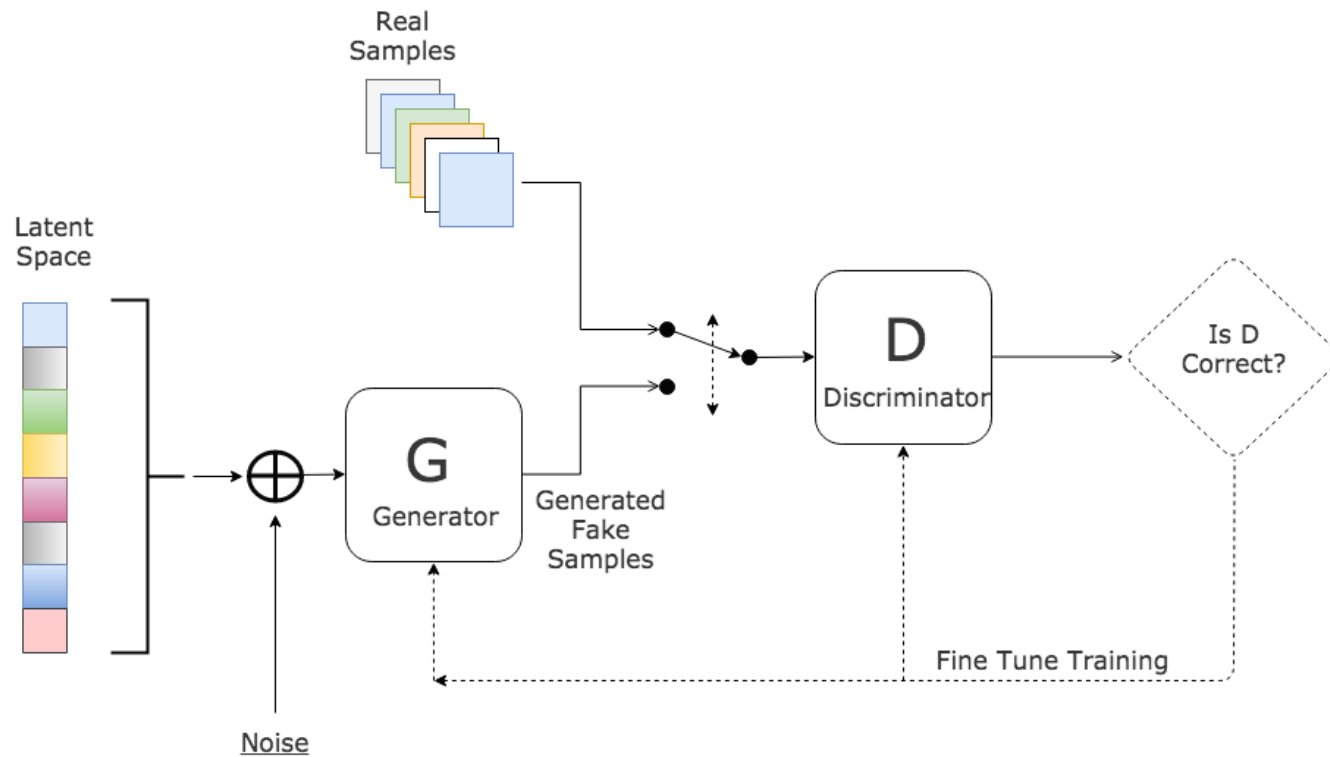 Real
Samples
Latent
Space
D
Discriminator
Is D
Correct?
G
Generator
Generated
Fake
Samples
Fine Tune Training
Noise